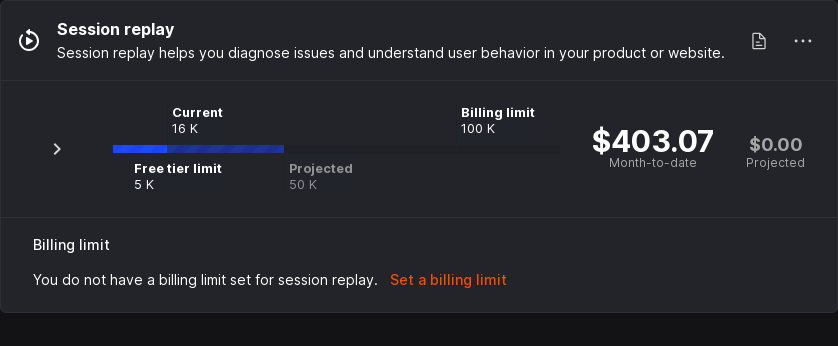 Session replay
Session replay helps you diagnose issues and understand user behavior in your product or website.
Current
16 K
Billing limit
100 K
Free tier limit
5 K
Projected
50 K
$403.07
Month-to-date
$0.00
Projected
Billing limit
You do not have a billing limit set for session replay. Set a billing limit